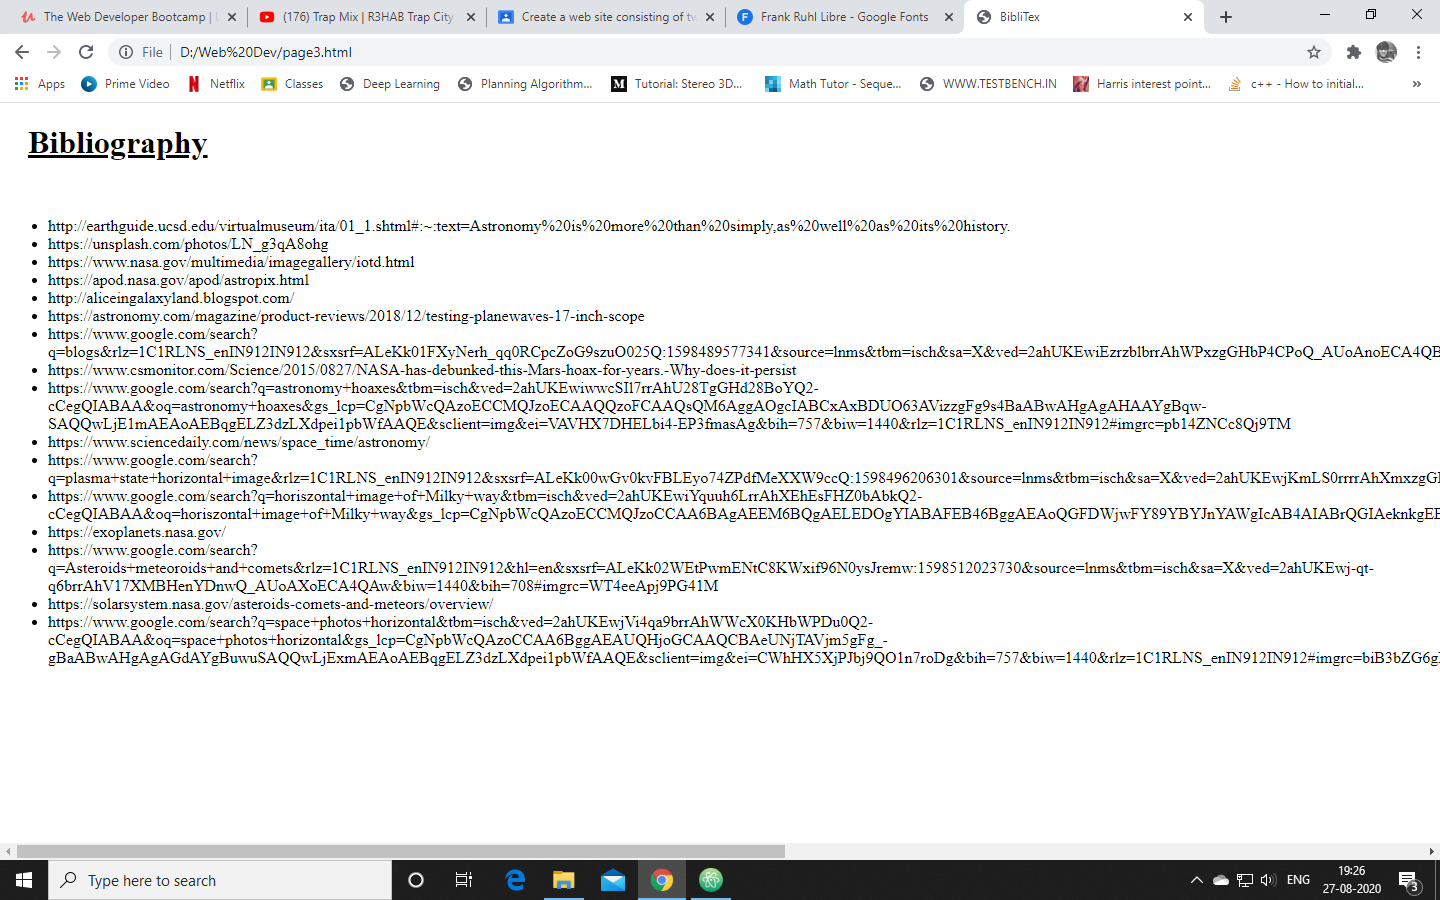 The Web Developer Bootcamp |
(176) Trap Mix | R3HAB Trap City
Create a web site consisting of tw
Frank Ruhl Libre - Google Fonts
BibliTex
File
D:/Web%20Dev/page3.html
Apps
Prime Video
Netflix
Classes
Deep Learning
Planning Algorithm...
Tutorial: Stereo 3D...
Math Tutor - Seque...
WWW.TESTBENCH.IN
Harris interest point...
c++ - How to initial...
Bibliography
http://earthguide.ucsd.edu/virtualmuseum/ita/01_1.shtml#:~:text=Astronomy%20is%20more%20than%20simply,as%20well%20as%20its%20history.
https://unsplash.com/photos/LN_g3qA8ohg
https://www.nasa.gov/multimedia/imagegallery/iotd.html
https://apod.nasa.gov/apod/astropix.html
http://aliceingalaxyland.blogspot.com/
https://astronomy.com/magazine/product-reviews/2018/12/testing-planewaves-17-inch-scope
https://www.google.com/search?
q=blogs&rlz=1C1RLNS_enIN912IN912&sxsrf=ALeKk01FXyNerh_qq0RCpcZoG9szuO025Q:1598489577341&source=lnms&tbm=isch&sa=X&ved=2ahUKEwiEzrzblbrrAhWPxzgGHbP4CPoQ_AUoAnoECA4QB
https://www.csmonitor.com/Science/2015/0827/NASA-has-debunked-this-Mars-hoax-for-years.-Why-does-it-persist
https://www.google.com/search?q=astronomy+hoaxes&tbm=isch&ved=2ahUKEwiwwcSIl7rrAhU28TgGHd28BoYQ2-
cCegQIABAA&oq=astronomy+hoaxes&gs_lcp=CgNpbWcQAzoECCMQJzoECAAQQzoFCAAQsQM6AggAOgcIABCxAxBDUO63AVizzgFg9s4BaABwAHgAgAHAAYgBqw-
SAQQwLjE1mAEAoAEBqgELZ3dzLXdpei1pbWfAAQE&sclient=img&ei=VAVHX7DHELbi4-EP3fmasAg&bih=757&biw=1440&rlz=1C1RLNS_enIN912IN912#imgrc=pb14ZNCc8Qj9TM
https://www.sciencedaily.com/news/space_time/astronomy/
https://www.google.com/search?
q=plasma+state+horizontal+image&rlz=1C1RLNS_enIN912IN912&sxsrf=ALeKk00wGv0kvFBLEyo74ZPdfMeXXW9ccQ:1598496206301&source=lnms&tbm=isch&sa=X&ved=2ahUKEwjKmLS0rrrrAhXmxzgGl
https://www.google.com/search?q=horiszontal+image+of+Milky+way&tbm=isch&ved=2ahUKEwiYquuh6LrrAhXEhEsFHZ0bAbkQ2-
cCegQIABAA&oq=horiszontal+image+of+Milky+way&gs_lcp=CgNpbWcQAzoECCMQJzoCCAA6BAgAEEM6BQgAELEDOgYIABAFEB46BggAEAoQGFDWjwFY89YBYJnYAWgIcAB4AIABrQGIAeknkgEE
https://exoplanets.nasa.gov/
https://www.google.com/search?
q=Asteroids+meteoroids+and+comets&rlz=1C1RLNS_enIN912IN912&hl=en&sxsrf=ALeKk02WEtPwmENtC8KWxif96N0ysJremw:1598512023730&source=lnms&tbm=isch&sa=X&ved=2ahUKEwj-qt-
q6brrAhV17XMBHenYDnwQ_AUoAXoECA4QAw&biw=1440&bih=708#imgrc=WT4eeApj9PG41M
https://solarsystem.nasa.gov/asteroids-comets-and-meteors/overview/
https://www.google.com/search?q=space+photos+horizontal&tbm=isch&ved=2ahUKEwjVi4qa9brrAhWWcX0KHbWPDu0Q2-
cCegQIABAA&oq=space+photos+horizontal&gs_lcp=CgNpbWcQAzoCCAA6BggAEAUQHjoGCAAQCBAeUNjTAVjm5gFg_-
gBaABwAHgAgAGdAYgBuwuSAQQwLjExmAEAoAEBqgELZ3dzLXdpei1pbWfAAQE&sclient=img&ei=CWhHX5XjPJbj9QO1n7roDg&bih=757&biw=1440&rlz=1C1RLNS_enIN912IN912#imgrc=biB3bZG6g
Type here to search
ENG
19:26
27-08-2020
3